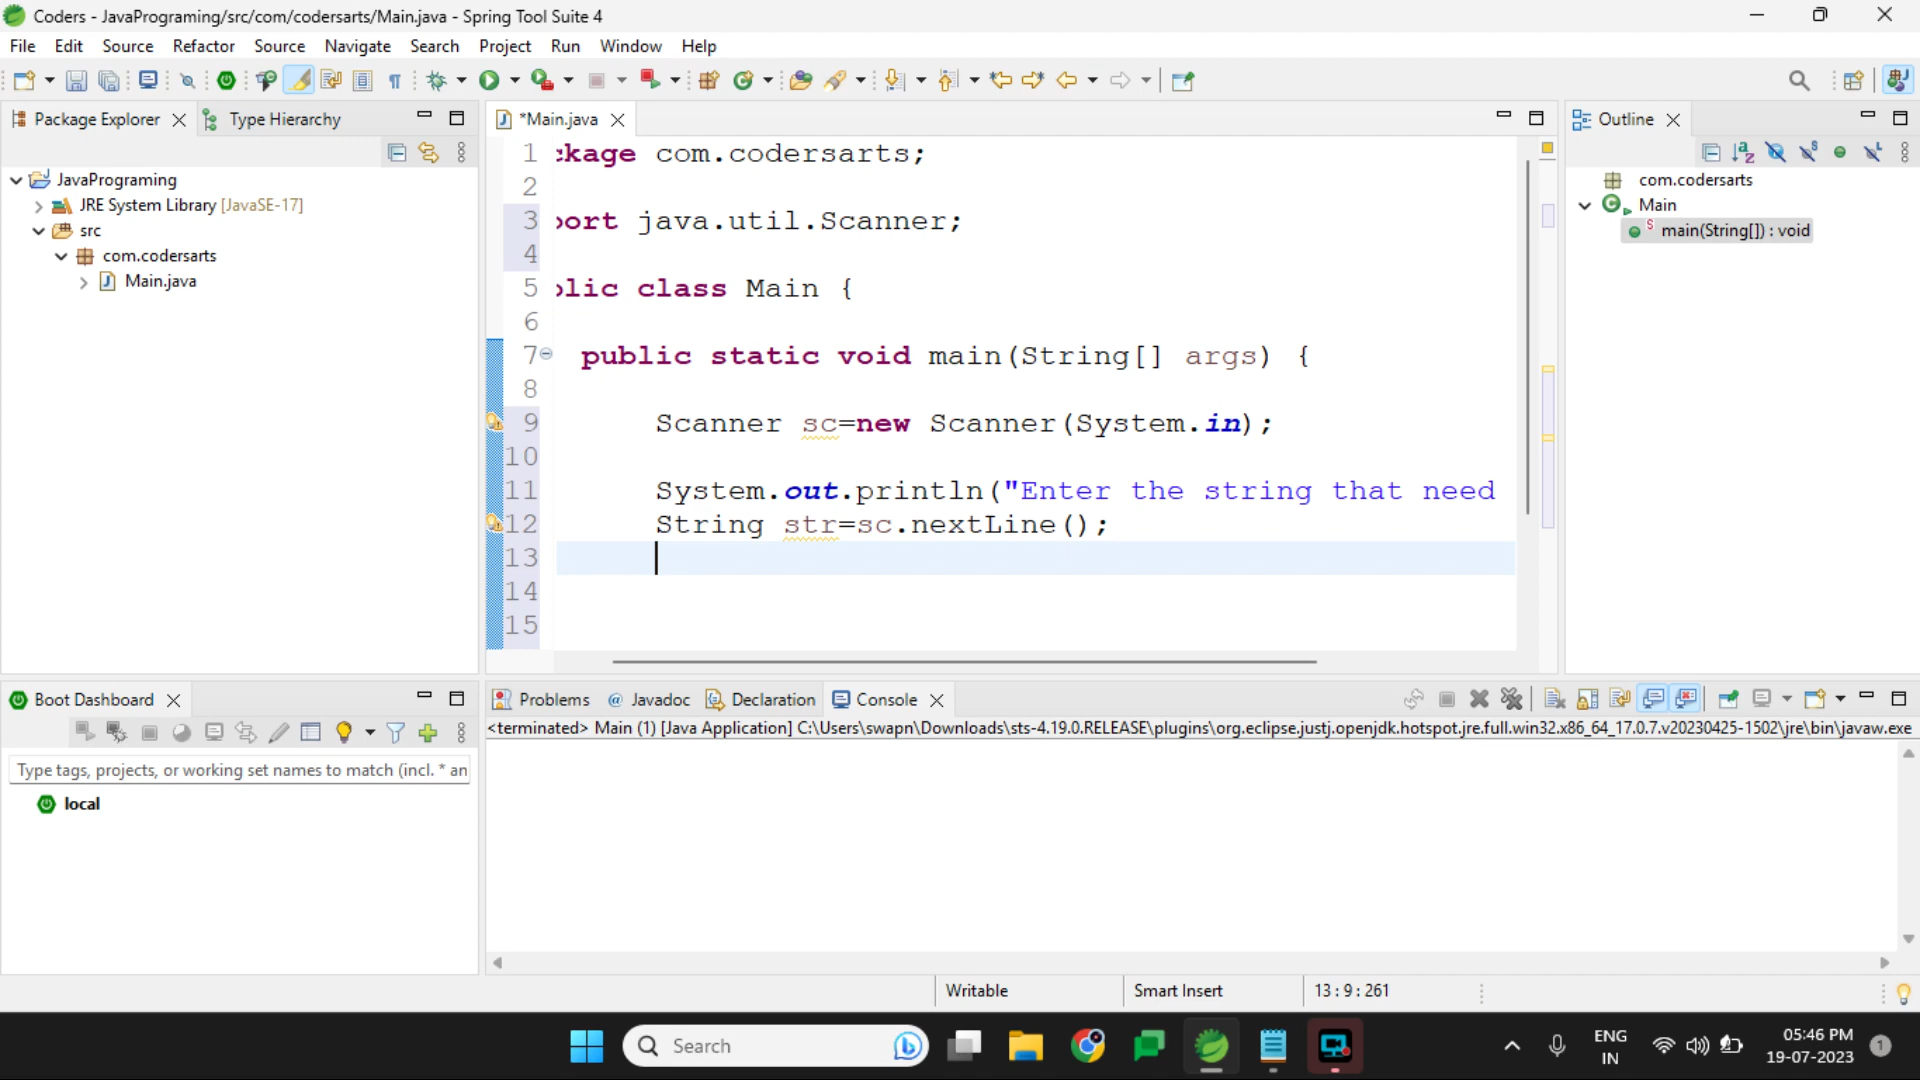 Coders - JavaPrograming/src/com/codersarts/Main.java - Spring Tool Suite 4
File Edit Source Refactor Source Navigate Search Project Run Window Help
Package Explorer
Type Hierarchy
JavaPrograming
JRE System Library [JavaSE-17]
src
com.codersarts
Main.java
*Main.java
1 ckage com.codersarts;
2
3 port java.util.Scanner;
4
5 blic class Main {
6
7 public static void main(String[] args) {
8
9 Scanner sc=new Scanner(System.in);
10
11 System.out.println("Enter the string that need
12 String str=sc.nextLine();
13
14
15
Outline
com.codersarts
Main
main(String[]) : void
Boot Dashboard
Type tags, projects, or working set names to match (incl. * an
local
Problems Javadoc Declaration Console
<terminated> Main (1) [Java Application] C:\Users\swapn\Downloads\sts-4.19.0.RELEASE\plugins\org.eclipse.justj.openjdk.hotspot.jre.full.win32.x86_64_17.0.7.v20230425-1502\jre\bin\javaw.exe
Writable
Smart Insert
13 : 9 : 261
Search
ENG
IN
05:46 PM
19-07-2023
1